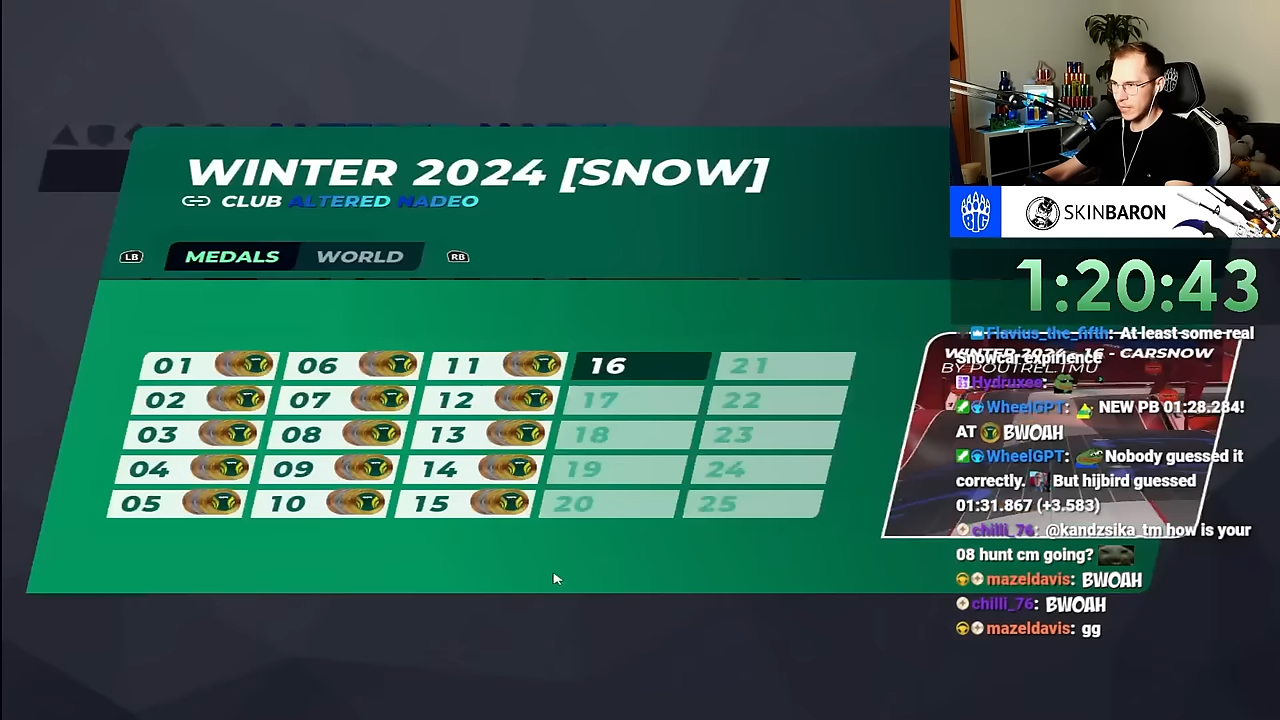 WINTER 2024 [SNOW]
CLUB ALTERED NADEO
LB MEDALS WORLD RB
01 06 11 16 21
02 07 12 17 22
03 08 13 18 23
04 09 14 19 24
05 10 15 20 25
BIG SKINBARON
1:20:43
Flavius_the_fifth: At least some real
snowcar expirience
WINTER 2024 - 16 - CARSNOW
BY POUTREL.TMU
Hydruxee:
WheelGPT: NEW PB 01:28.284!
AT BWOAH
WheelGPT: Nobody guessed it
correctly. But hijbird guessed
01:31.867 (+3.583)
chilli_76: @kandzsika_tm how is your
08 hunt cm going?
mazeldavis: BWOAH
chilli_76: BWOAH
mazeldavis: gg